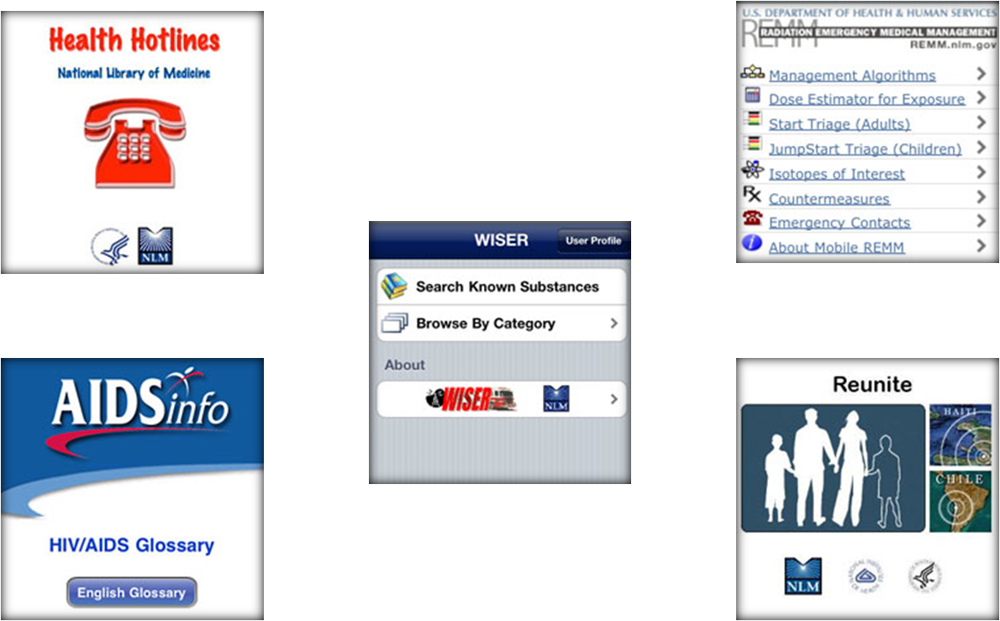 Health Hotlines
National Library of Medicine
NLM
U.S. DEPARTMENT OF HEALTH & HUMAN SERVICES
REMM
RADIATION EMERGENCY MEDICAL MANAGEMENT
REMM.nlm.gov
Management Algorithms
Dose Estimator for Exposure
Start Triage (Adults)
JumpStart Triage (Children)
Isotopes of Interest
Rx
Countermeasures
Emergency Contacts
i
About Mobile REMM
WISER
User Profile
Search Known Substances
Browse By Category
About
WISER
NLM
AIDSinfo
HIV/AIDS Glossary
English Glossary
Reunite
HAITI
CHILE
NLM